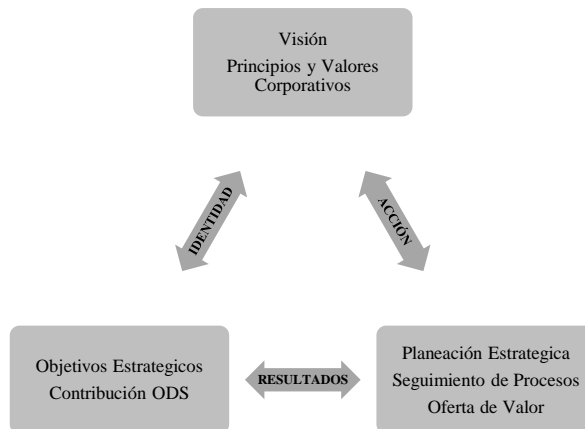 Visión
Principios y Valores
Corporativos
IDENTIDAD
ACCIÓN
Objetivos Estrategicos
Contribución ODS
RESULTADOS
Planeación Estrategica
Seguimiento de Procesos
Oferta de Valor